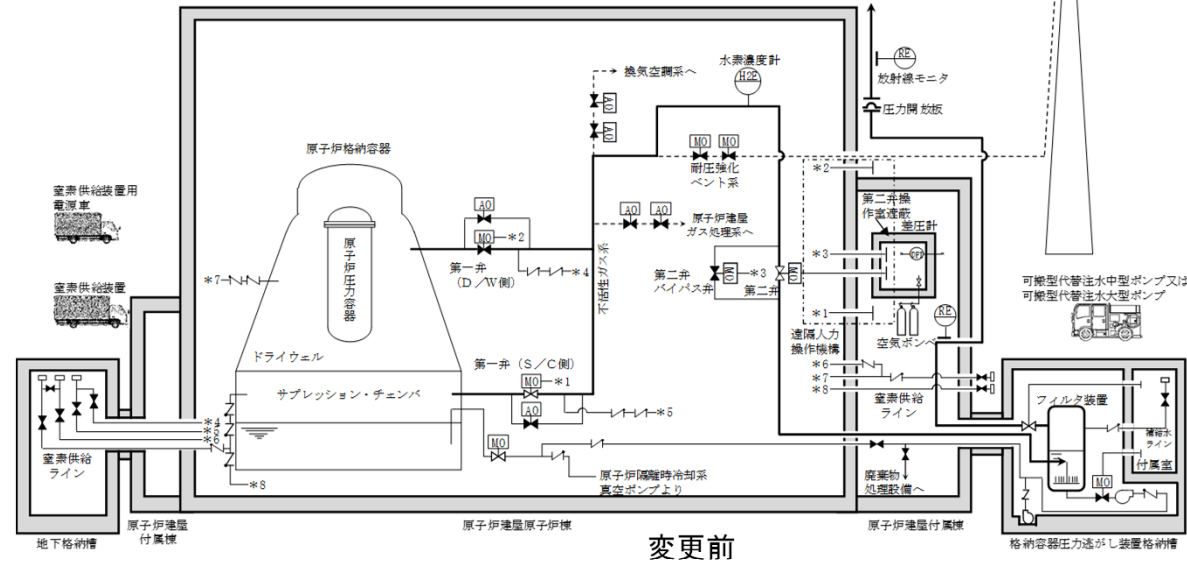 水素濃度計
H2E
換気空調系へ
AO
AO
RE
放射線モニタ
圧力開放板
原子炉格納容器
MO
MO
耐圧強化
ベント系
*2
窒素供給装置用
電源車
AO
MO
*2
AO
AO
原子炉建屋
ガス処理系へ
第二弁操
作室遮蔽
差圧計
DPI
*7
原子炉圧力容器
第一弁
(D/W側)
*4
不活性ガス系
第二弁
バイパス弁
MO
*3
第二弁
MO
*3
窒素供給装置
可搬型代替注水中型ポンプ又は
可搬型代替注水大型ポンプ
*1
遠隔人力
操作機構
空気ボンベ
RE
ドライウェル
第一弁(S/C側)
MO
*1
AO
*5
*6
*7
*8
窒素供給
ライン
サプレッション・チェンバ
フィルタ装置
補給水
ライン
付属室
MO
*4
*6
窒素供給
ライン
*8
MO
原子炉隔離時冷却系
真空ポンプより
廃棄物
処理設備へ
地下格納槽
原子炉建屋
付属棟
原子炉建屋原子炉棟
原子炉建屋付属棟
格納容器圧力逃がし装置格納槽
変更前